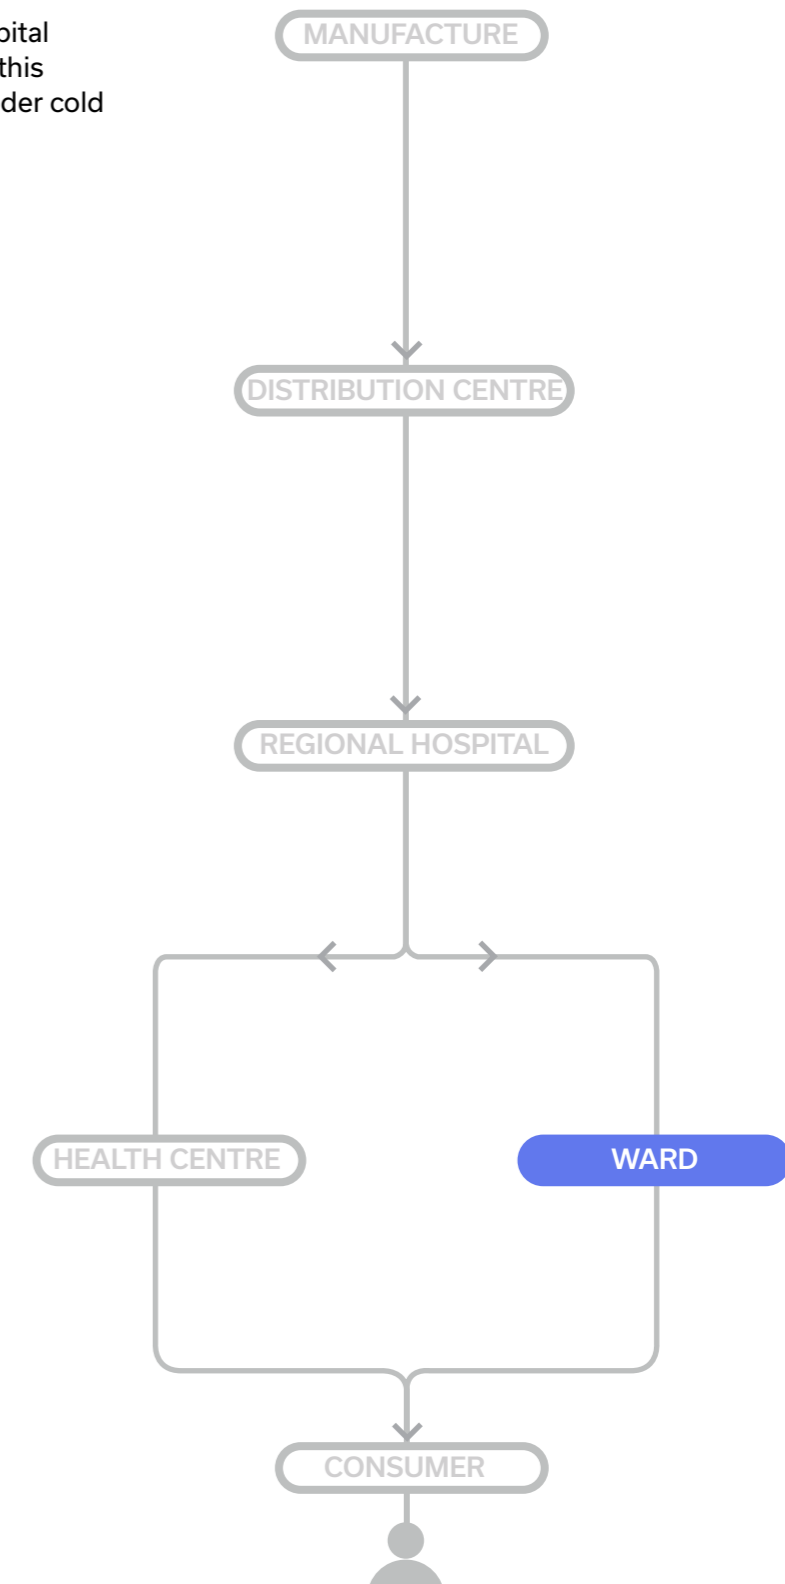 pital
this
der cold
MANUFACTURE
DISTRIBUTION CENTRE
REGIONAL HOSPITAL
HEALTH CENTRE
WARD
CONSUMER